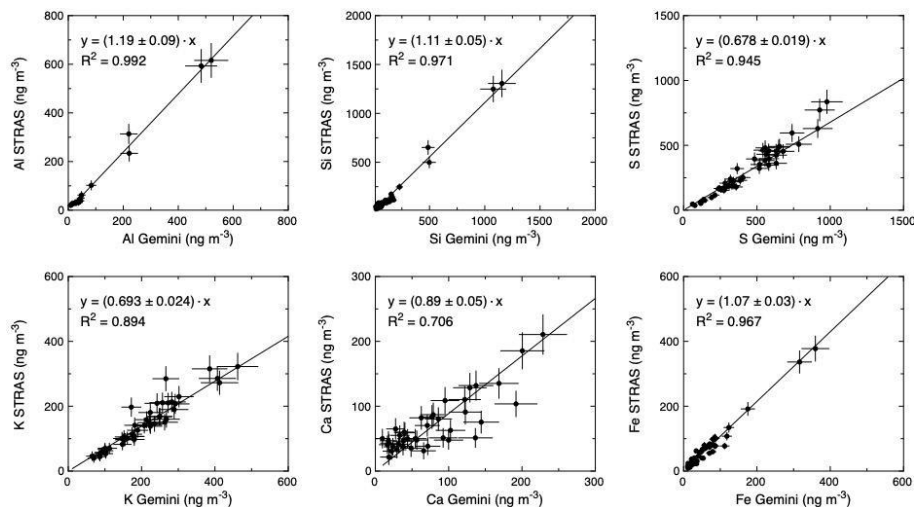 800
600
400
200
0
Al STRAS (ng m⁻³)
y = (1.19 ± 0.09) · x
R² = 0.992
0 200 400 600 800
Al Gemini (ng m⁻³)
2000
1500
1000
500
Si STRAS (ng m⁻³)
y = (1.11 ± 0.05) · x
R² = 0.971
500 1000 1500 2000
Si Gemini (ng m⁻³)
1500
1000
500
0
S STRAS (ng m⁻³)
y = (0.678 ± 0.019) · x
R² = 0.945
0 500 1000 1500
S Gemini (ng m⁻³)
600
400
200
0
K STRAS (ng m⁻³)
y = (0.693 ± 0.024) · x
R² = 0.894
0 200 400 600
K Gemini (ng m⁻³)
300
200
100
0
Ca STRAS (ng m⁻³)
y = (0.89 ± 0.05) · x
R² = 0.706
0 100 200 300
Ca Gemini (ng m⁻³)
600
400
200
0
Fe STRAS (ng m⁻³)
y = (1.07 ± 0.03) · x
R² = 0.967
0 100 200 300 400 500 600
Fe Gemini (ng m⁻³)